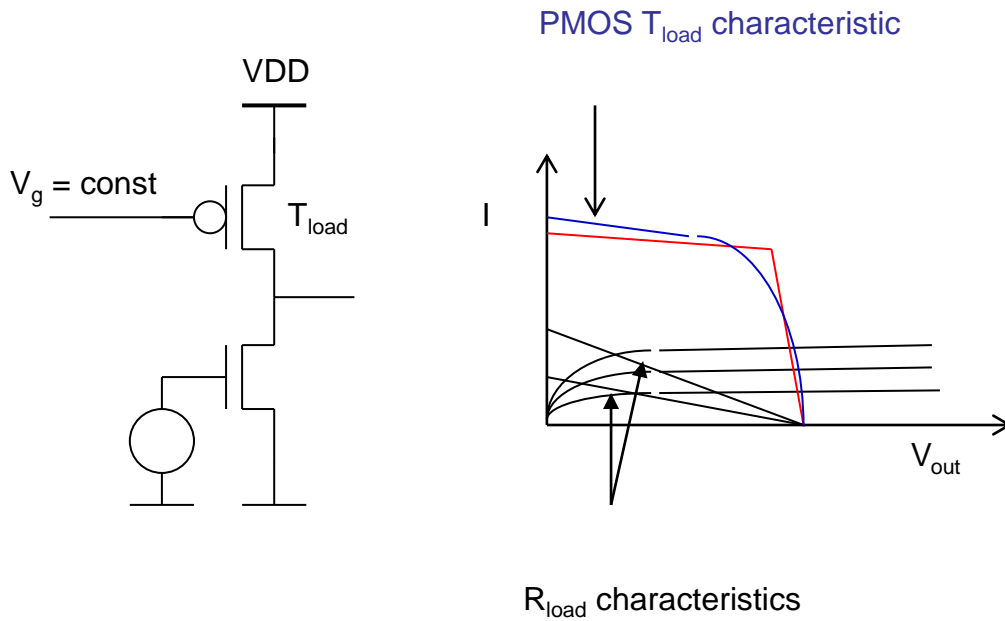 PMOS Tload characteristic
VDD
Vg = const
Tload
I
Vout
Rload characteristics